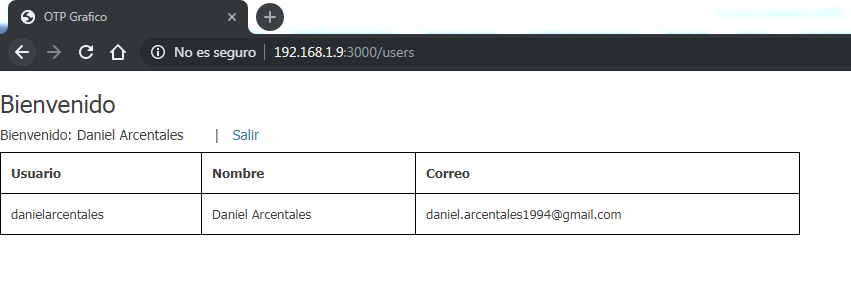 OTP Grafico
No es seguro | 192.168.1.9:3000/users
Bienvenido
Bienvenido: Daniel Arcentales | Salir
Usuario Nombre Correo
danielarcentales Daniel Arcentales daniel.arcentales1994@gmail.com